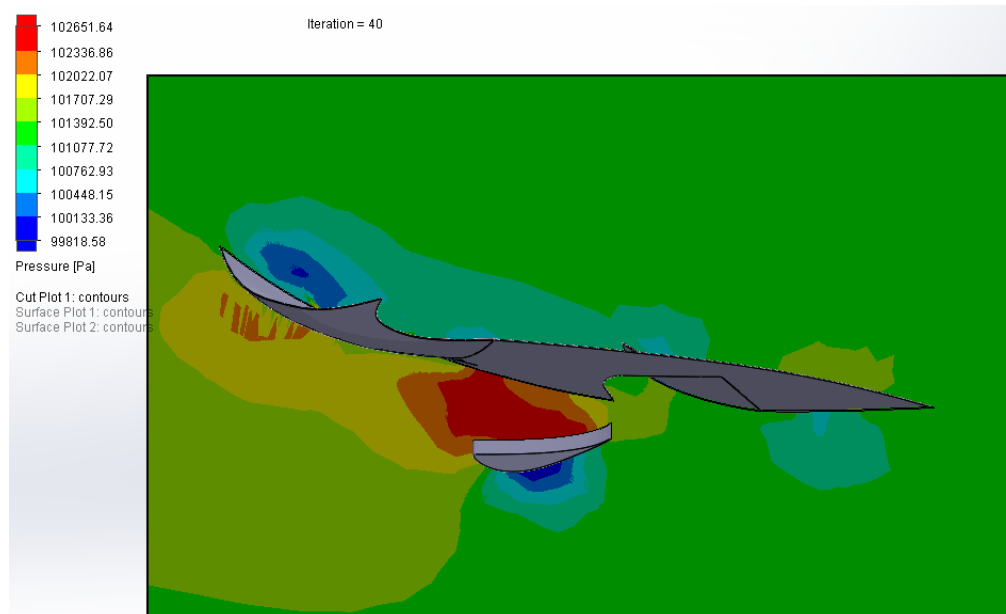 Iteration = 40
102651.64
102336.86
102022.07
101707.29
101392.50
101077.72
100762.93
100448.15
100133.36
99818.58
Pressure [Pa]
Cut Plot 1: contours
Surface Plot 1: contours
Surface Plot 2: contours